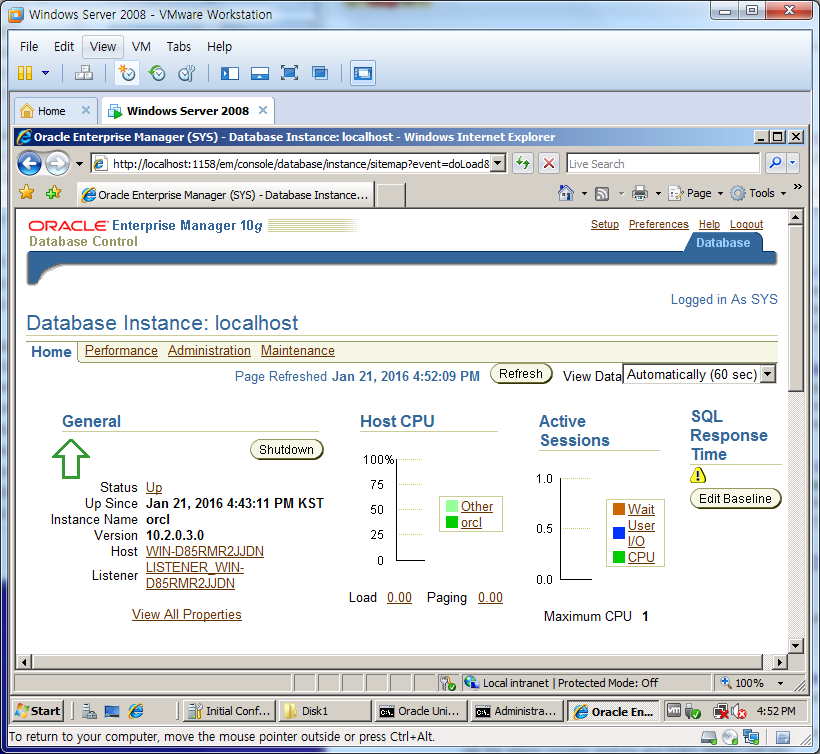 Windows Server 2008 - VMware Workstation
File Edit View VM Tabs Help
Home Windows Server 2008
Oracle Enterprise Manager (SYS) - Database Instance: localhost - Windows Internet Explorer
http://localhost:1158/em/console/database/instance/sitemap?event=doLoad& Live Search
Oracle Enterprise Manager (SYS) - Database Instance... Page Tools »
ORACLE Enterprise Manager 10g Setup Preferences Help Logout
Database Control Database
Logged in As SYS
Database Instance: localhost
Home Performance Administration Maintenance
Page Refreshed Jan 21, 2016 4:52:09 PM Refresh View Data Automatically (60 sec)
General
Shutdown
Status Up
Up Since Jan 21, 2016 4:43:11 PM KST
Instance Name orcl
Version 10.2.0.3.0
Host WIN-D85RMR2JJDN
Listener LISTENER_WIN-
D85RMR2JJDN
View All Properties
Host CPU
100%
75
50
25
0
Other
orcl
Load 0.00 Paging 0.00
Active
Sessions
1.0
0.5
0.0
Wait
User
I/O
CPU
Maximum CPU 1
SQL
Response
Time
Edit Baseline
Local intranet | Protected Mode: Off 100%
Start Initial Conf... Disk1 Oracle Uni... Administra... Oracle En... 4:52 PM
To return to your computer, move the mouse pointer outside or press Ctrl+Alt.